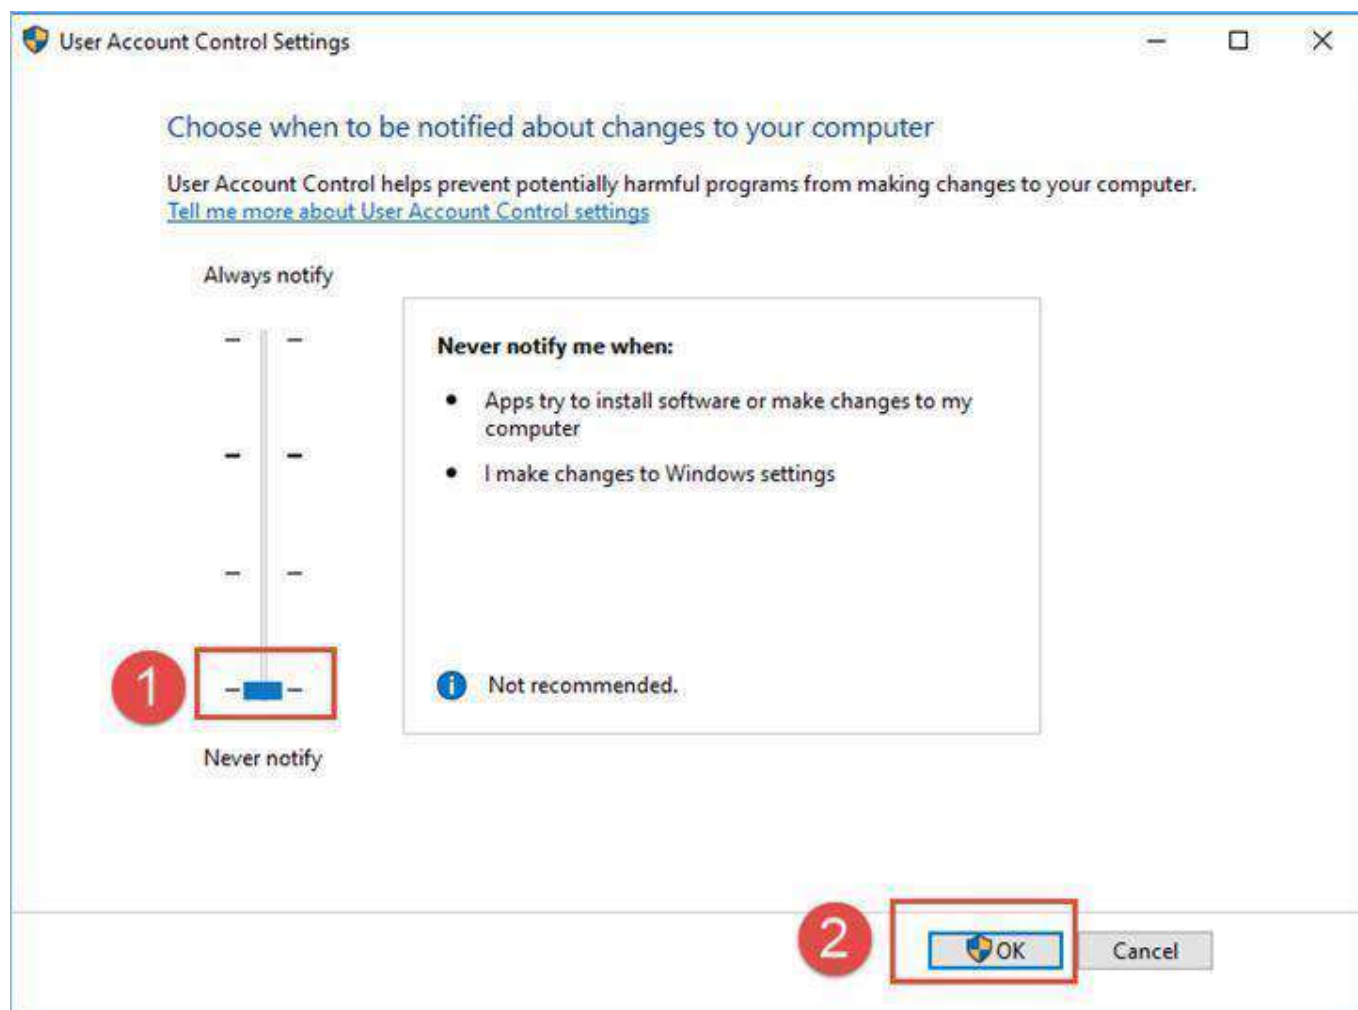 User Account Control Settings
Choose when to be notified about changes to your computer
User Account Control helps prevent potentially harmful programs from making changes to your computer.
Tell me more about User Account Control settings
Always notify
Never notify me when:
• Apps try to install software or make changes to my
computer
• I make changes to Windows settings
1
Not recommended.
Never notify
2
OK
Cancel